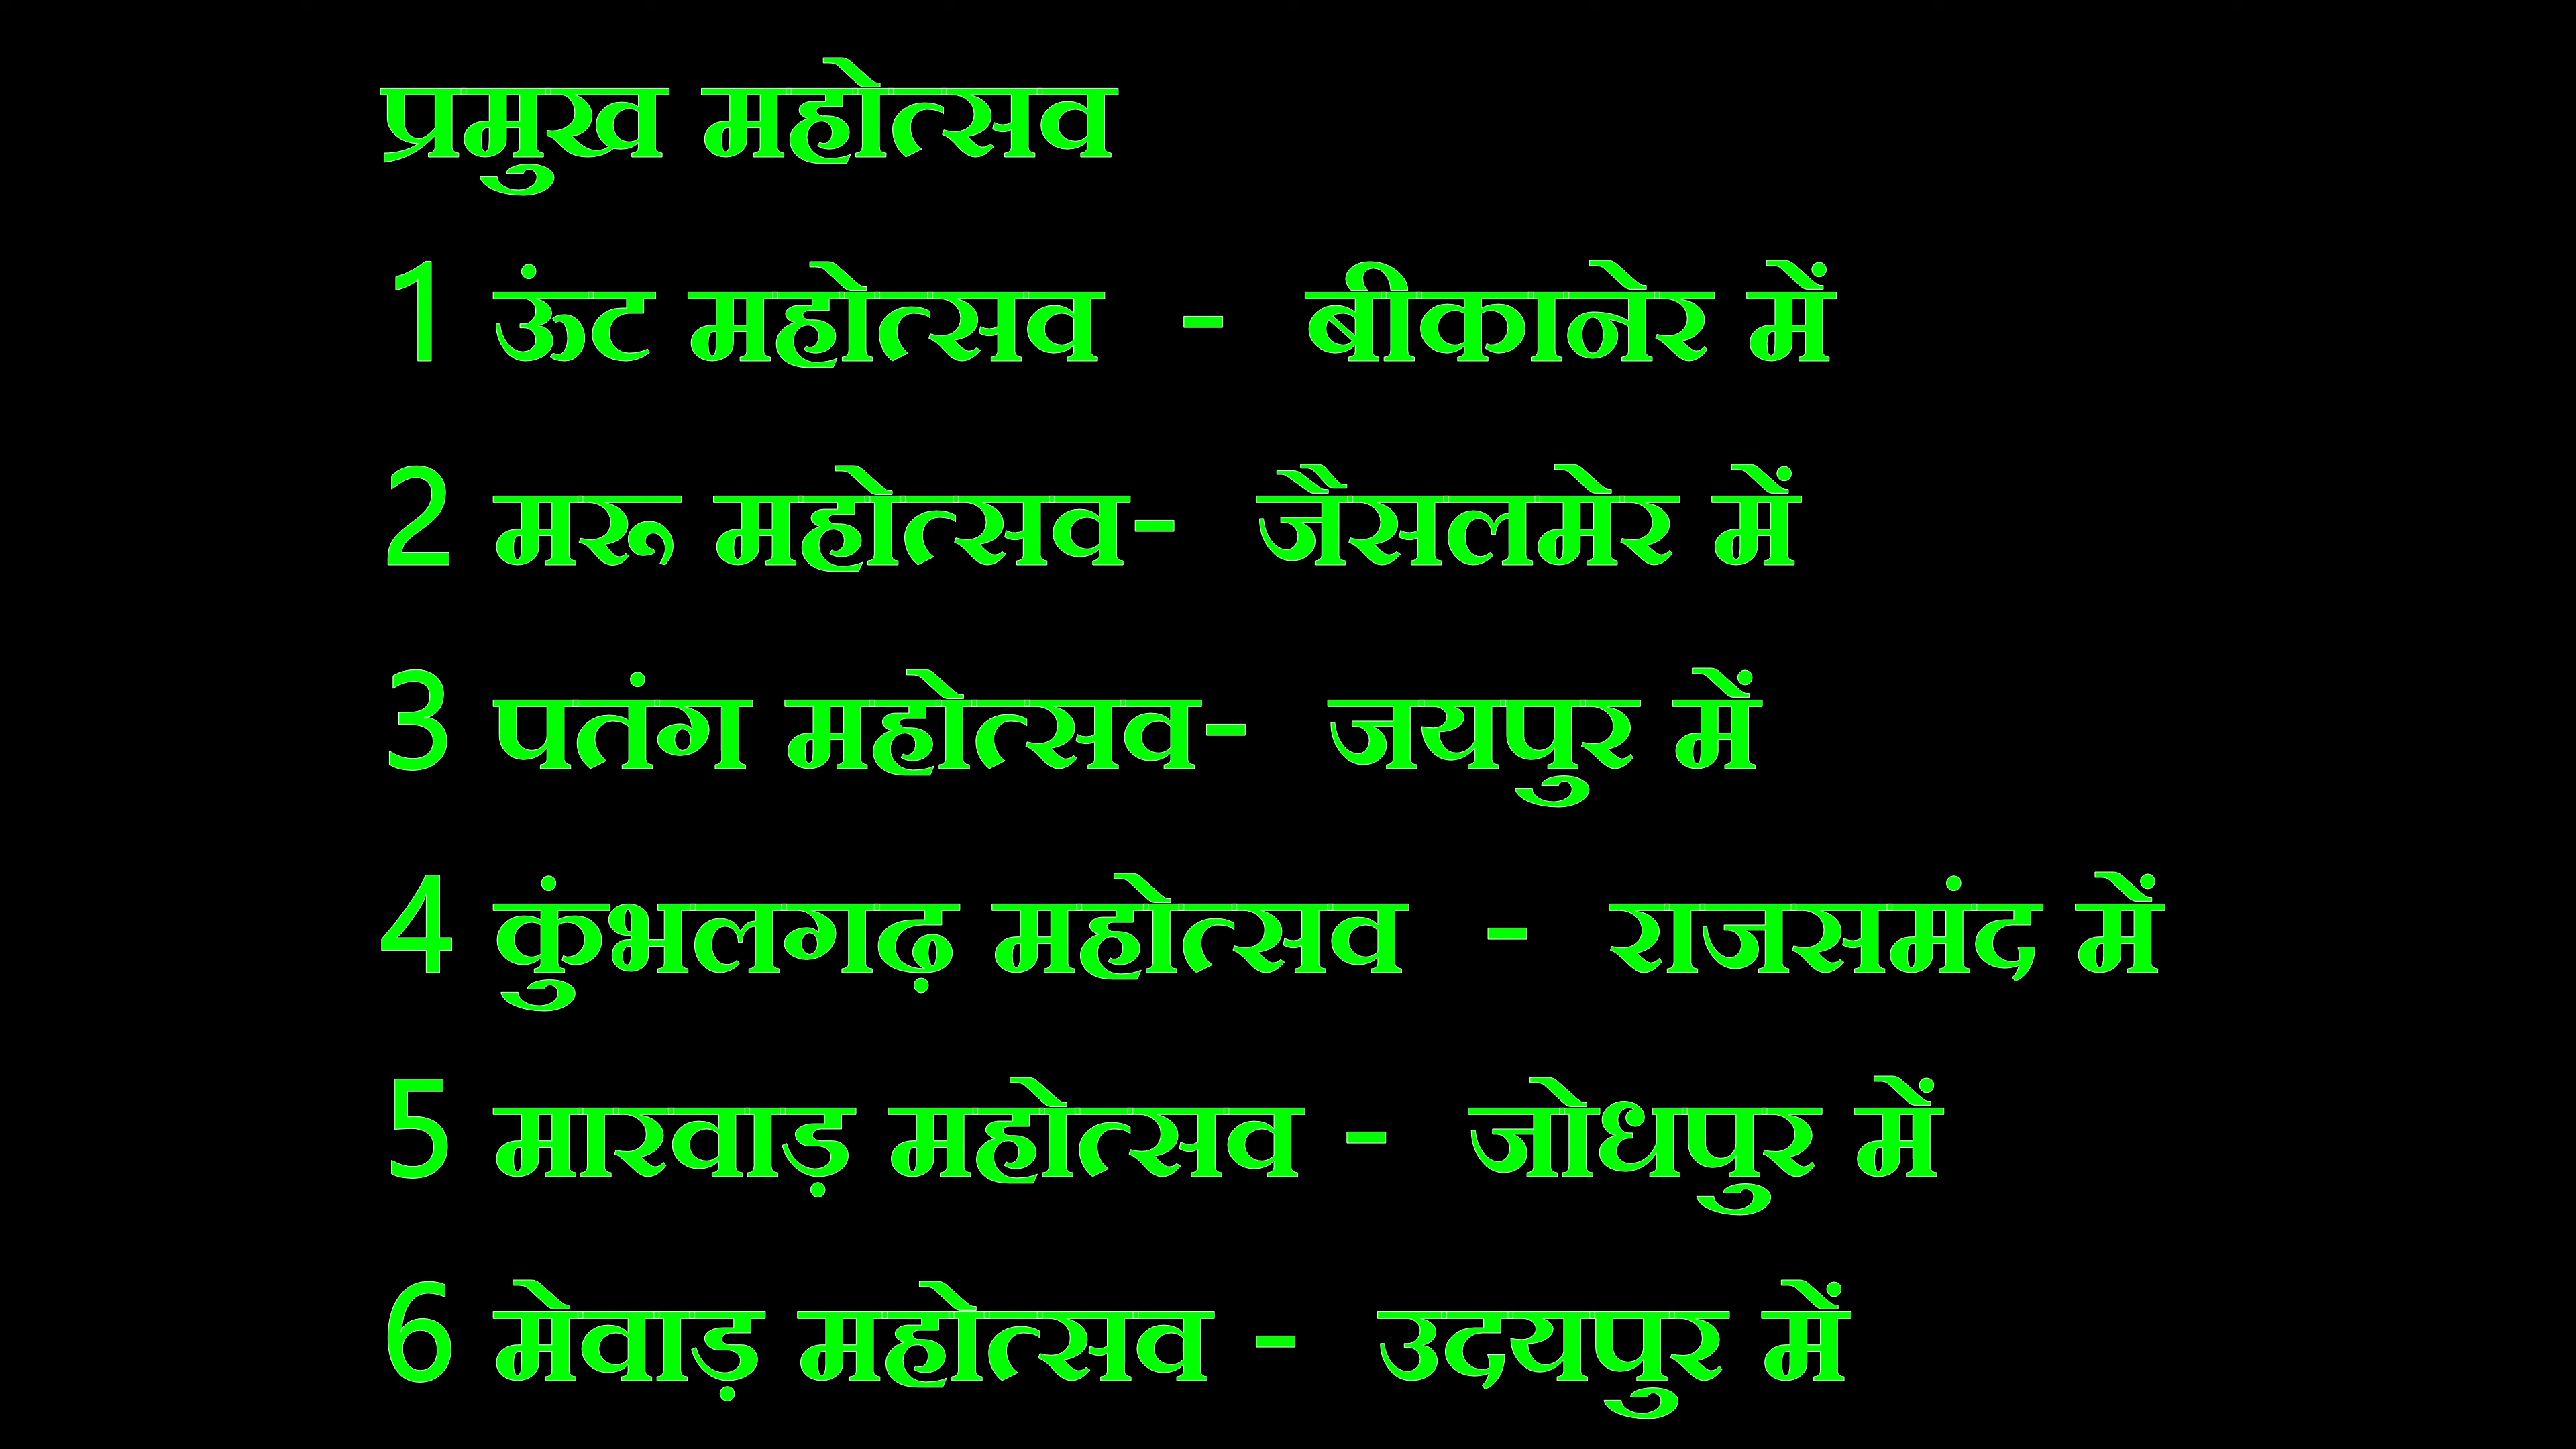 प्रमुख महोत्सव
1 ऊंट महोत्सव - बीकानेर में
2 मरू महोत्सव- जैसलमेर में
3 पतंग महोत्सव- जयपुर में
4 कुंभलगढ़ महोत्सव - राजसमंद में
5 मारवाड़ महोत्सव - जोधपुर में
6 मेवाड़ महोत्सव - उदयपुर में